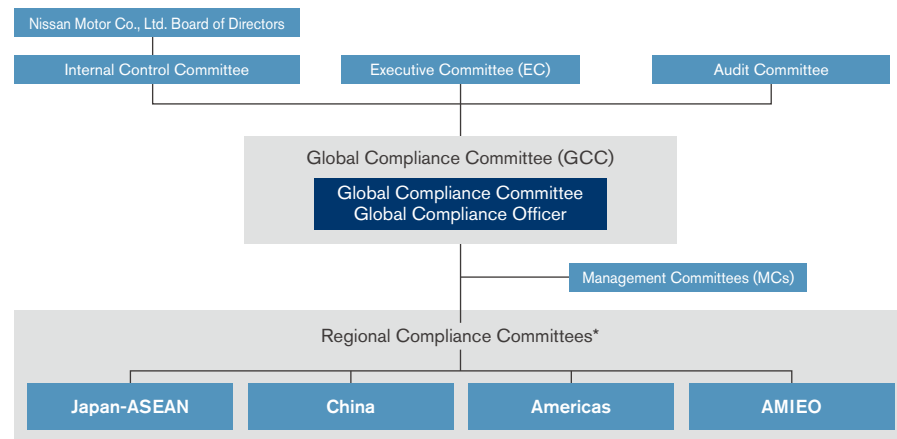 Nissan Motor Co., Ltd. Board of Directors
Internal Control Committee
Executive Committee (EC)
Audit Committee
Global Compliance Committee (GCC)
Global Compliance Committee
Global Compliance Officer
Management Committees (MCs)
Regional Compliance Committees*
Japan-ASEAN
China
Americas
AMIEO